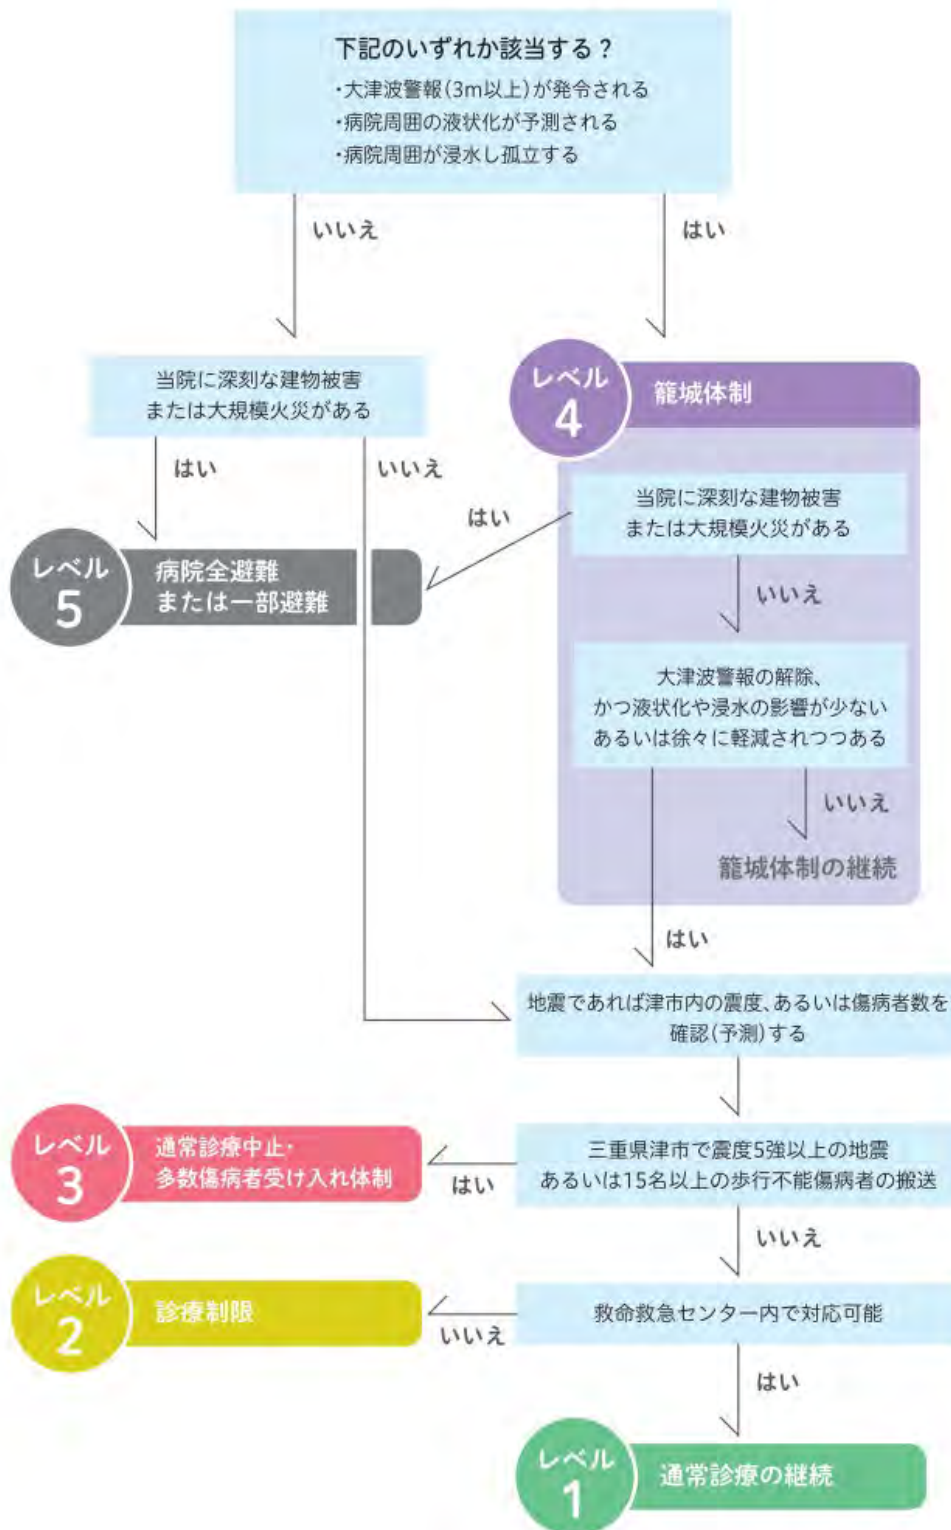 下記のいずれか該当する?
・大津波警報(3m以上)が発令される
・病院周囲の液状化が予測される
・病院周囲が浸水し孤立する
いいえ
はい
当院に深刻な建物被害
または大規模火災がある
はい
いいえ
レベル
4
籠城体制
当院に深刻な建物被害
または大規模火災がある
はい
いいえ
レベル
5
病院全避難
または一部避難
大津波警報の解除、
かつ液状化や浸水の影響が少ない
あるいは徐々に軽減されつつある
いいえ
籠城体制の継続
はい
地震であれば津市内の震度、あるいは傷病者数を
確認(予測)する
三重県津市で震度5強以上の地震
あるいは15名以上の歩行不能傷病者の搬送
はい
レベル
3
通常診療中止・
多数傷病者受け入れ体制
いいえ
救命救急センター内で対応可能
いいえ
レベル
2
診療制限
はい
レベル
1
通常診療の継続